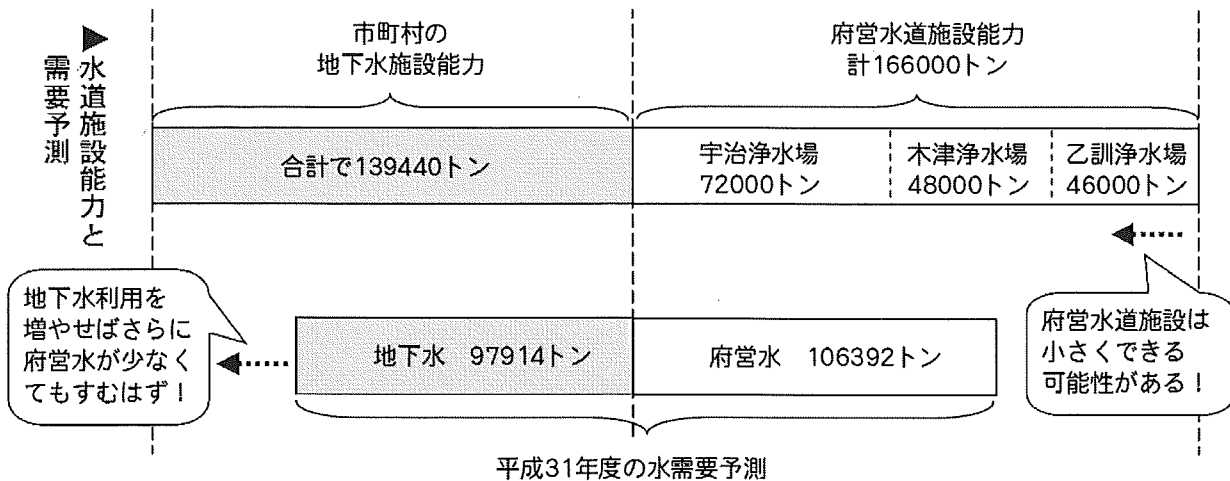 ▶水道施設能力と
需要予測
市町村の
地下水施設能力
府営水道施設能力
計166000トン
合計で139440トン
宇治浄水場
72000トン
木津浄水場
48000トン
乙訓浄水場
46000トン
地下水利用を
増やせばさらに
府営水が少なく
てもすむはず！
地下水　97914トン
府営水　106392トン
府営水道施設は
小さくできる
可能性がある！
平成31年度の水需要予測